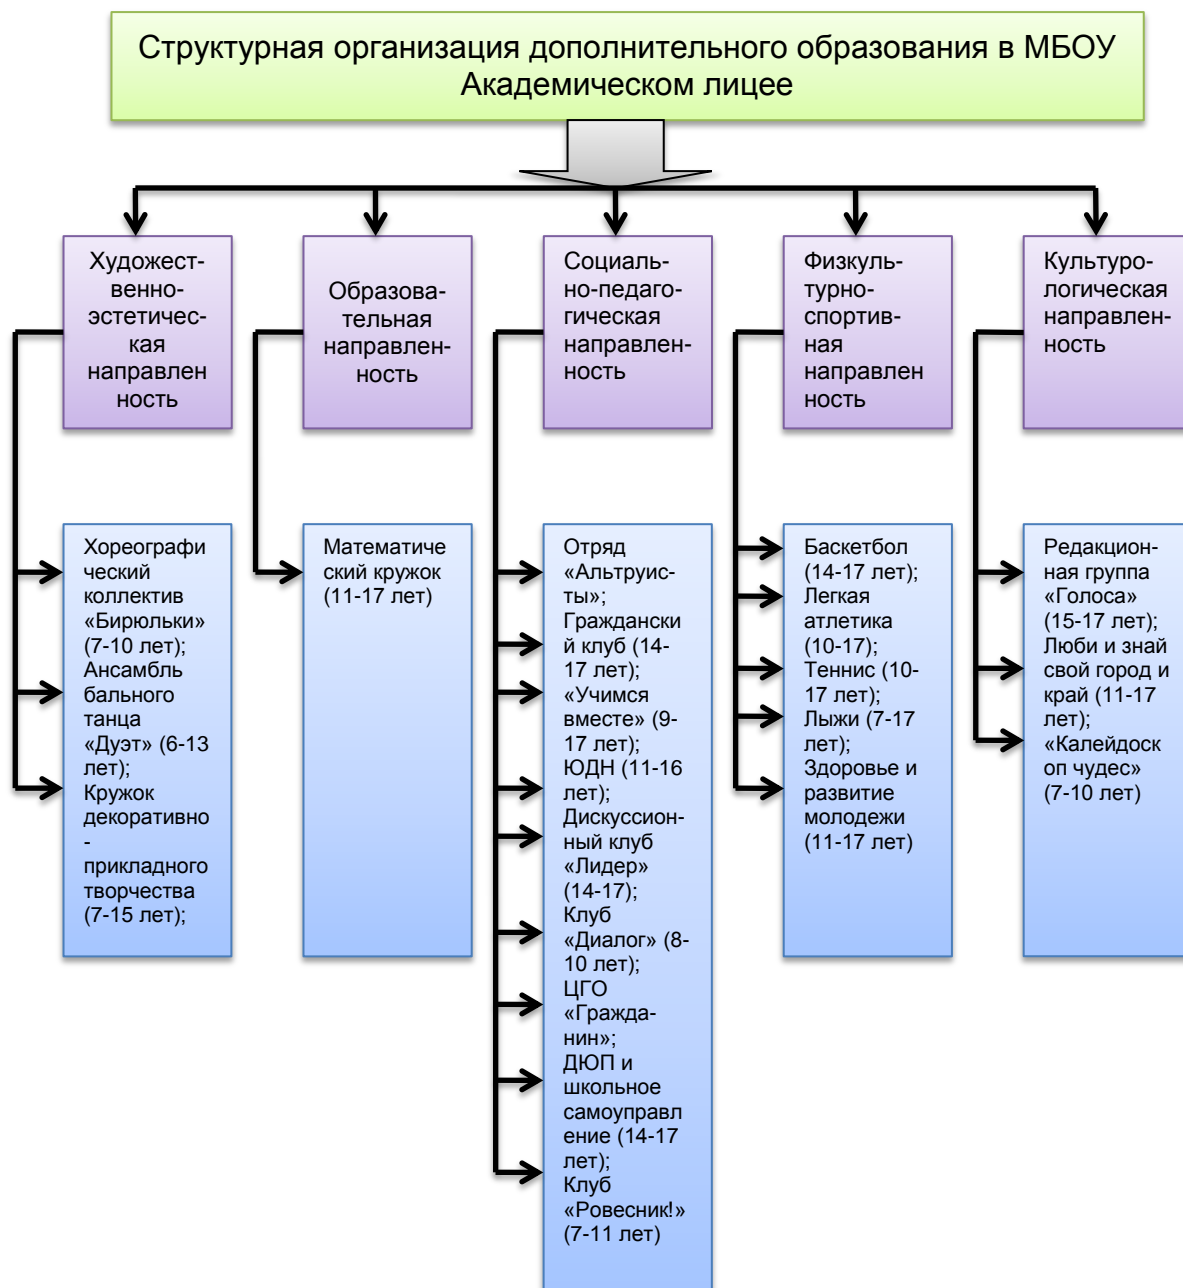 Структурная организация дополнительного образования в МБОУ
Академическом лицее
Художест-
венно-
эстетичес-
кая
направлен
ность
Образова-
тельная
направлен-
ность
Социаль-
но-педаго-
гическая
направлен-
ность
Физкуль-
турно-
спортив-
ная
направлен
ность
Культуро-
логическая
направлен-
ность
Хореографи
ческий
коллектив
«Бирюльки»
(7-10 лет);
Ансамбль
бального
танца
«Дуэт» (6-13
лет);
Кружок
декоративно
-
прикладного
творчества
(7-15 лет);
Математиче
ский кружок
(11-17 лет)
Отряд
«Альтруис-
ты»;
Граждански
й клуб (14-
17 лет);
«Учимся
вместе» (9-
17 лет);
ЮДН (11-16
лет);
Дискуссион-
ный клуб
«Лидер»
(14-17);
Клуб
«Диалог» (8-
10 лет);
ЦГО
«Гражда-
нин»;
ДЮП и
школьное
самоуправл
ение (14-17
лет);
Клуб
«Ровесник!»
(7-11 лет)
Баскетбол
(14-17 лет);
Легкая
атлетика
(10-17);
Теннис (10-
17 лет);
Лыжи (7-17
лет);
Здоровье и
развитие
молодежи
(11-17 лет)
Редакцион-
ная группа
«Голоса»
(15-17 лет);
Люби и знай
свой город и
край (11-17
лет);
«Калейдоск
оп чудес»
(7-10 лет)